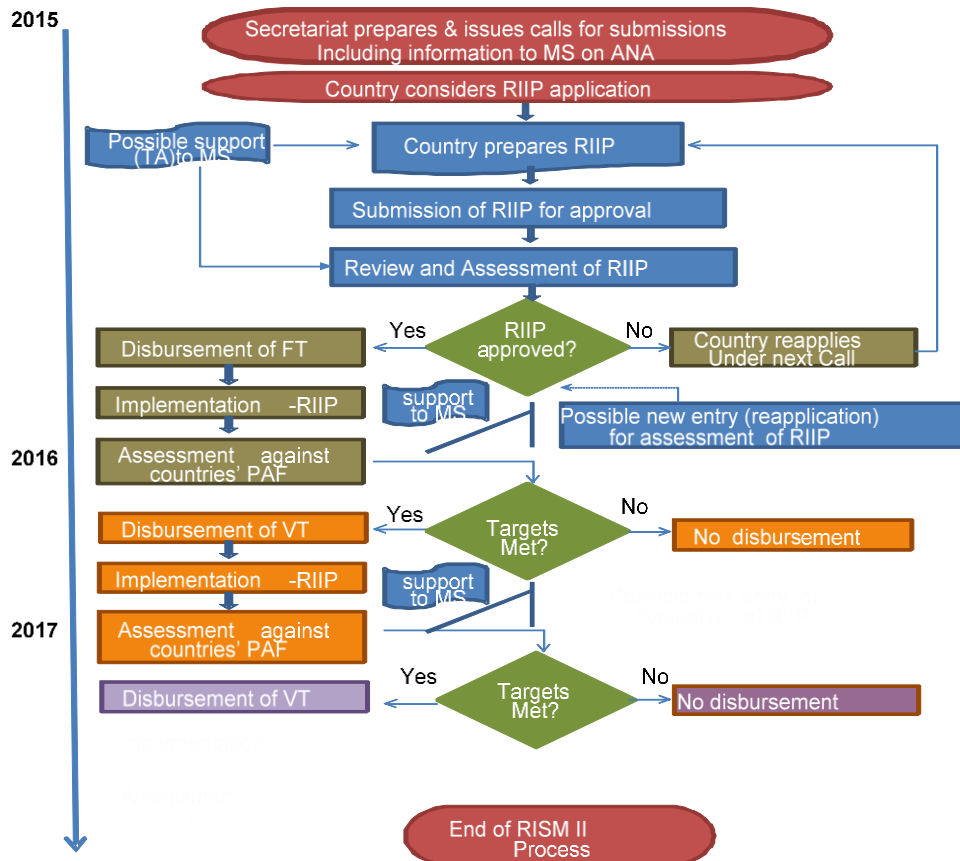 2015
Secretariat prepares & issues calls for submissions
Including information to MS on ANA
Country considers RIIP application
Possible support
(TA)to MS
Country prepares RIIP
Submission of RIIP for approval
Review and Assessment of RIIP
RIIP
approved?
Yes
No
Disbursement of FT
Country reapplies
Under next Call
Implementation -RIIP
support
to MS
Possible new entry (reapplication)
for assessment of RIIP
2016
Assessment against
countries' PAF
Targets
Met?
Yes
No
Disbursement of VT
No disbursement
Implementation -RIIP
support
to MS
2017
Assessment against
countries' PAF
Targets
Met?
Yes
No
Disbursement of VT
No disbursement
End of RISM II
Process